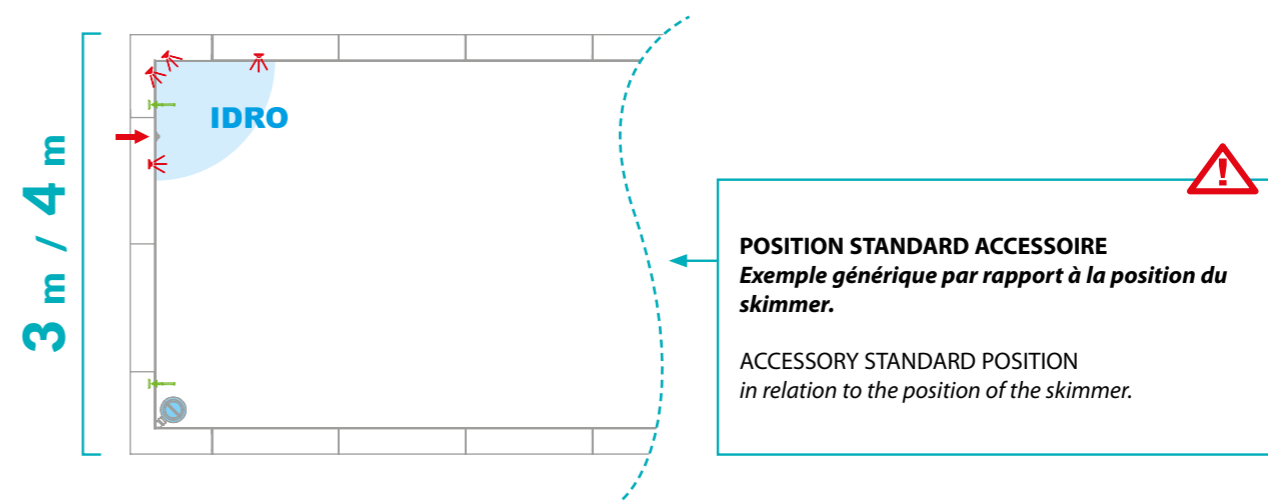 3 m / 4 m
IDRO
POSITION STANDARD ACCESSOIRE
Exemple générique par rapport à la position du
skimmer.
ACCESSORY STANDARD POSITION
in relation to the position of the skimmer.